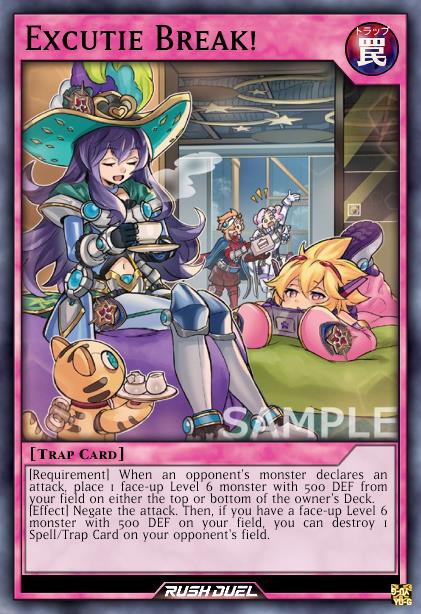 Excutie Break!
トラップ
罠
SAMPLE
[Trap Card]
[Requirement] When an opponent's monster declares an
attack, place 1 face-up Level 6 monster with 500 DEF from
your field on either the top or bottom of the owner's Deck.
[Effect] Negate the attack. Then, if you have a face-up Level 6
monster with 500 DEF on your field, you can destroy 1
Spell/Trap Card on your opponent's field.
RUSH DUEL